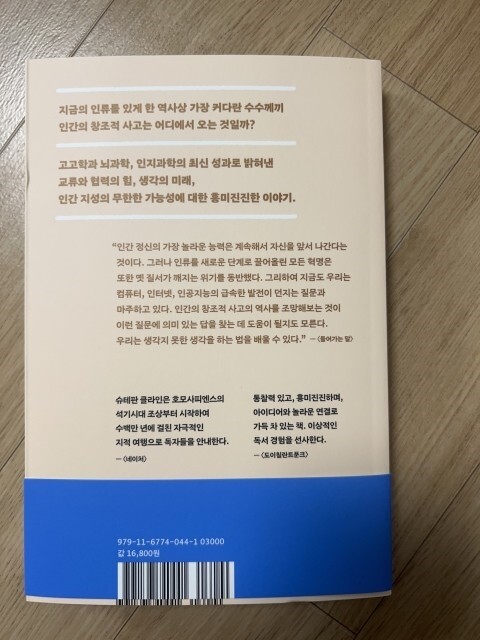 지금의 인류를 있게 한 역사상 가장 커다란 수수께끼
인간의 창조적 사고는 어디에서 오는 것일까?
고고학과 뇌과학, 인지과학의 최신 성과로 밝혀낸
교류와 협력의 힘, 생각의 미래,
인간 지성의 무한한 가능성에 대한 흥미진진한 이야기.
“인간 정신의 가장 놀라운 능력은 계속해서 자신을 앞서 나간다는
것이다. 그러나 인류를 새로운 단계로 끌어올린 모든 혁명은
또한 옛 질서가 깨지는 위기를 동반했다. 그리하여 지금도 우리는
컴퓨터, 인터넷, 인공지능의 급속한 발전이 던지는 질문과
마주하고 있다. 인간의 창조적 사고의 역사를 조망해보는 것이
이런 질문에 의미 있는 답을 찾는 데 도움이 될지도 모른다.
우리는 생각지 못한 생각을 하는 법을 배울 수 있다.” —〈들어가는 말〉
슈테판 클라인은 호모사피엔스의
석기시대 조상부터 시작하여
수백만 년에 걸친 자극적인
지적 여행으로 독자들을 안내한다.
—〈네이처〉
통찰력 있고, 흥미진진하며,
아이디어와 놀라운 연결로
가득 차 있는 책. 이상적인
독서 경험을 선사한다.
—〈도이칠란트풍크〉
979-11-6774-044-1 03000
값 16,800원